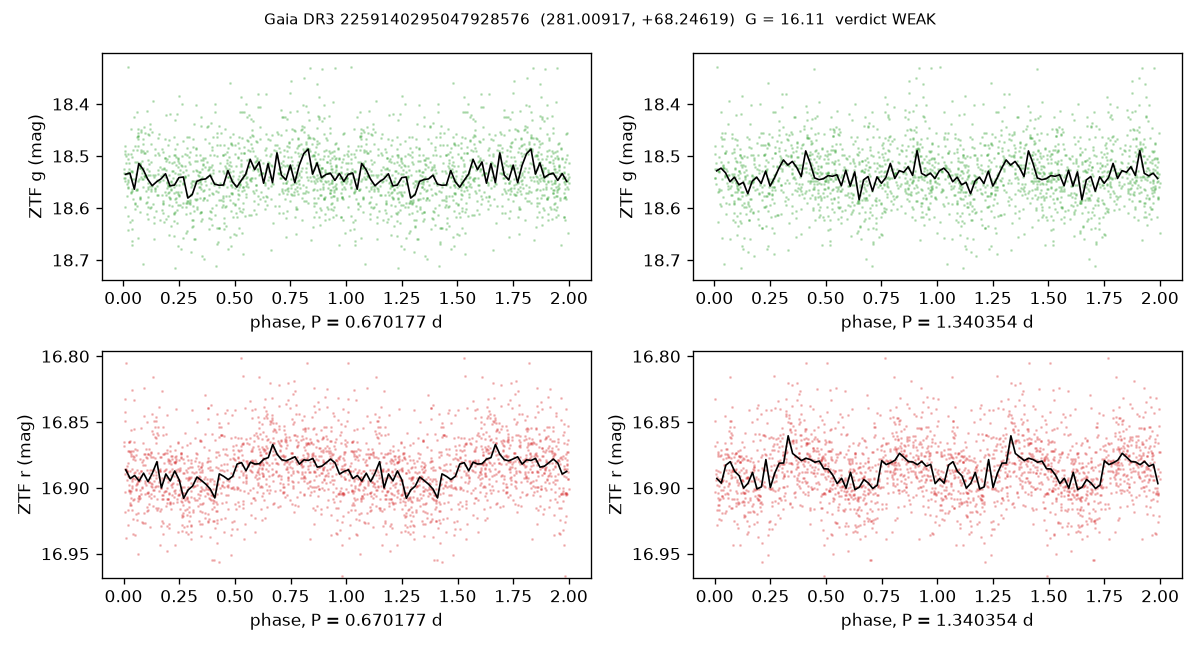 Gaia DR3 2259140295047928576 (281.00917, +68.24619) G = 16.11 verdict WEAK
ZTF g (mag)
18.4
18.5
18.6
18.7
0.00 0.25 0.50 0.75 1.00 1.25 1.50 1.75 2.00
phase, P = 0.670177 d
ZTF g (mag)
18.4
18.5
18.6
18.7
0.00 0.25 0.50 0.75 1.00 1.25 1.50 1.75 2.00
phase, P = 1.340354 d
ZTF r (mag)
16.80
16.85
16.90
16.95
0.00 0.25 0.50 0.75 1.00 1.25 1.50 1.75 2.00
phase, P = 0.670177 d
ZTF r (mag)
16.80
16.85
16.90
16.95
0.00 0.25 0.50 0.75 1.00 1.25 1.50 1.75 2.00
phase, P = 1.340354 d